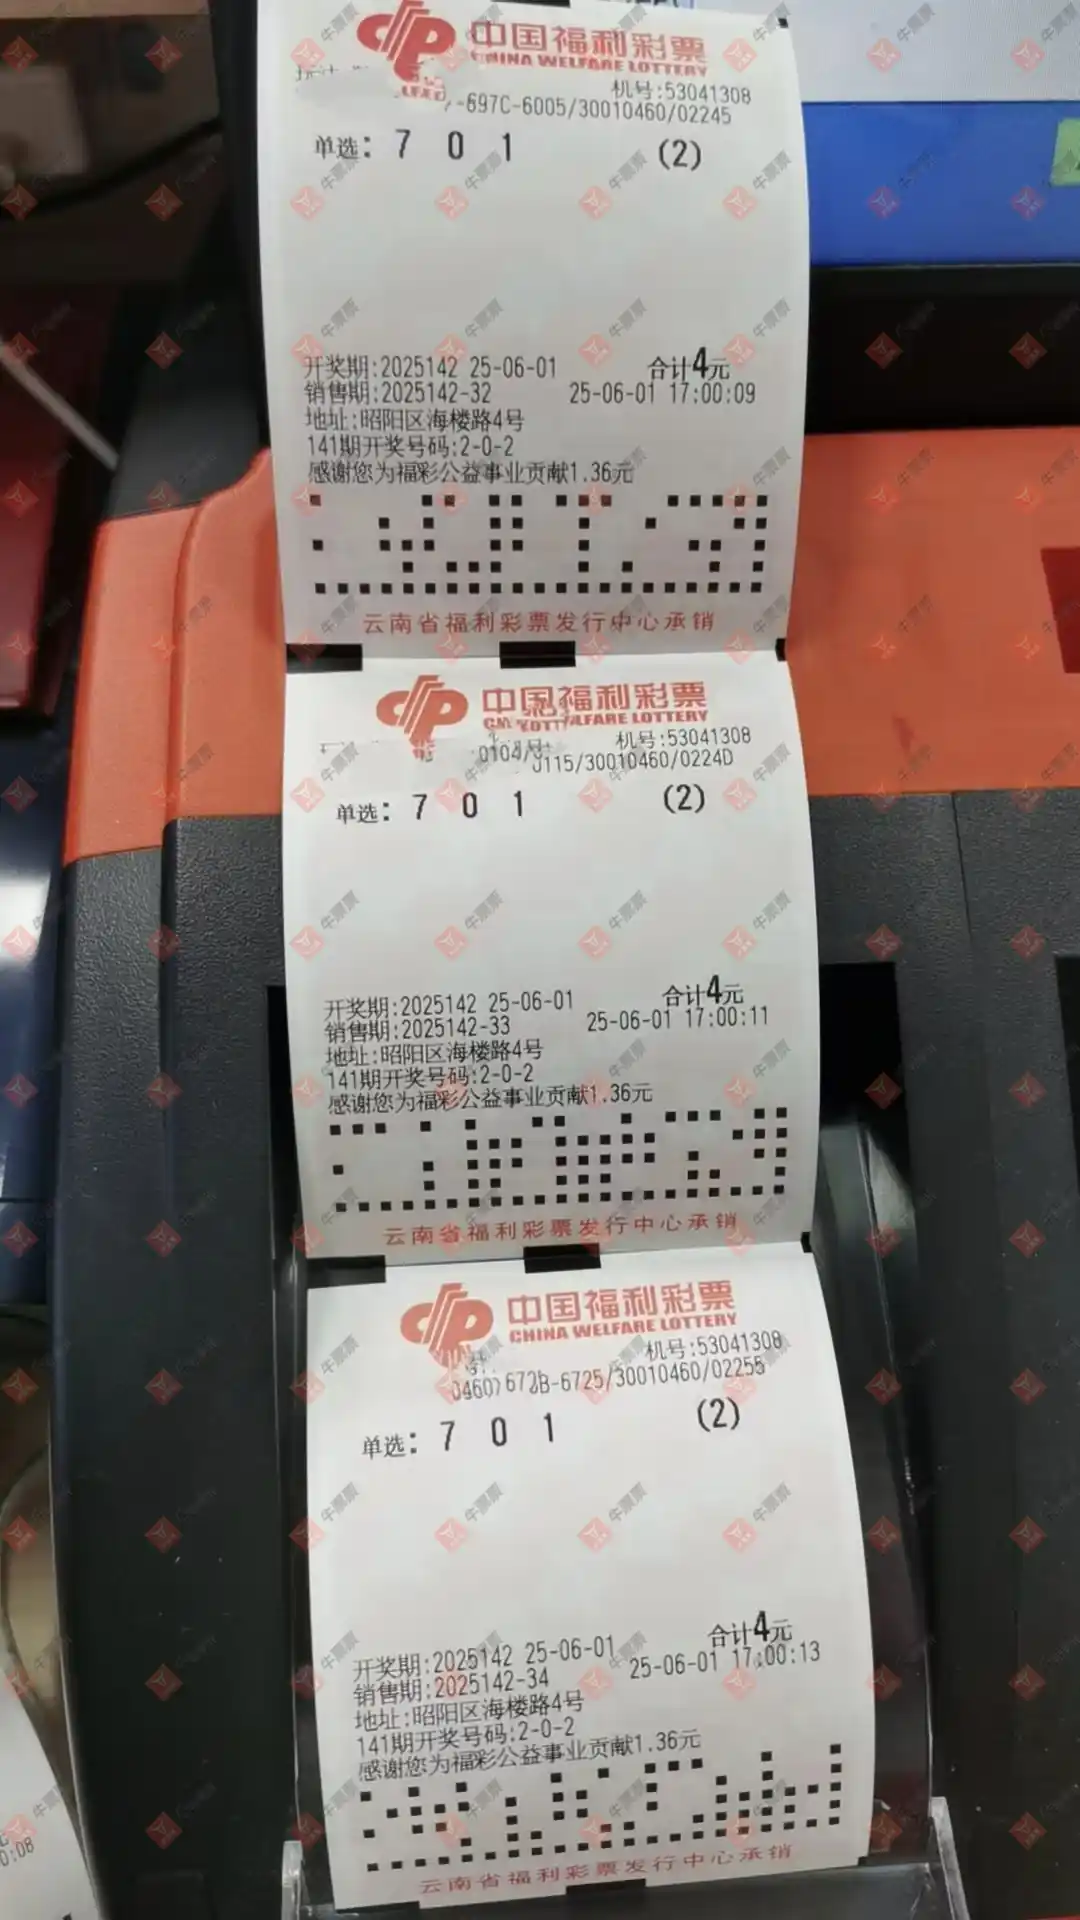 中国福利彩票
CHINA WELFARE LOTTERY
机号:53041308
-697C-6005/30010460/02245
单选: 7 0 1 (2)
开奖期:2025142 25-06-01 合计4元
销售期:2025142-32 25-06-01 17:00:09
地址:昭阳区海楼路4号
141期开奖号码:2-0-2
感谢您为福彩公益事业贡献1.36元
云南省福利彩票发行中心承销
中国福利彩票
机号:53041308
0115/30010460/0224D
单选: 7 0 1 (2)
开奖期:2025142 25-06-01 合计4元
销售期:2025142-33 25-06-01 17:00:11
地址:昭阳区海楼路4号
141期开奖号码:2-0-2
感谢您为福彩公益事业贡献1.36元
云南省福利彩票发行中心承销
中国福利彩票
CHINA WELFARE LOTTERY
机号:53041308
B-6725/30010460/02255
单选: 7 0 1 (2)
开奖期:2025142 25-06-01 合计4元
销售期:2025142-34 25-06-01 17:00:13
地址:昭阳区海楼路4号
141期开奖号码:2-0-2
感谢您为福彩公益事业贡献1.36元
云南省福利彩票发行中心承销
0:08
牛票票